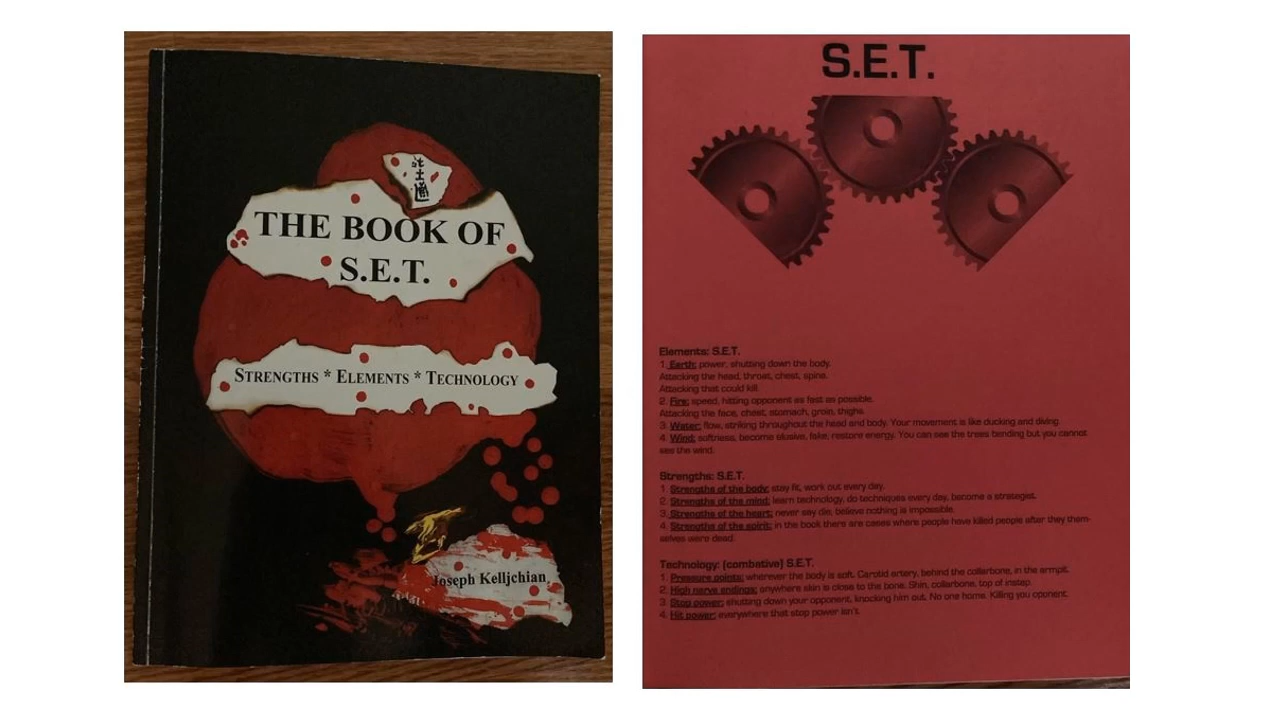 THE BOOK OF
S.E.T.
STRENGTHS * ELEMENTS * TECHNOLOGY
Joseph Kelljchian
S.E.T.
Elements: S.E.T.
1. Earth: power, shutting down the body.
Attacking the head, throat, chest, spine.
Attacking that could kill.
2. Fire: speed, hitting opponent as fast as possible.
Attacking the face, chest, stomach, groin, thighs.
3. Water: flow, striking throughout the head and body. Your movement is like ducking and diving.
4. Wind: softness, become elusive, fake, restore energy. You can see the trees bending but you cannot
see the wind.
Strengths: S.E.T.
1. Strengths of the body: stay fit, work out every day.
2. Strengths of the mind: learn technology, do techniques every day, become a strategist.
3. Strengths of the heart: never say die; believe nothing is impossible.
4. Strengths of the spirit: in the book there are cases where people have killed people after they them-
selves were dead.
Technology: (combative) S.E.T.
1. Pressure points: wherever the body is soft. Carotid artery, behind the collarbone, in the armpit.
2. High nerve endings: anywhere skin is close to the bone. Shin, collarbone, top of instep.
3. Stop power: shutting down your opponent, knocking him out. No one home. Killing you oponent.
4. Hit power: everywhere that stop power isn't.